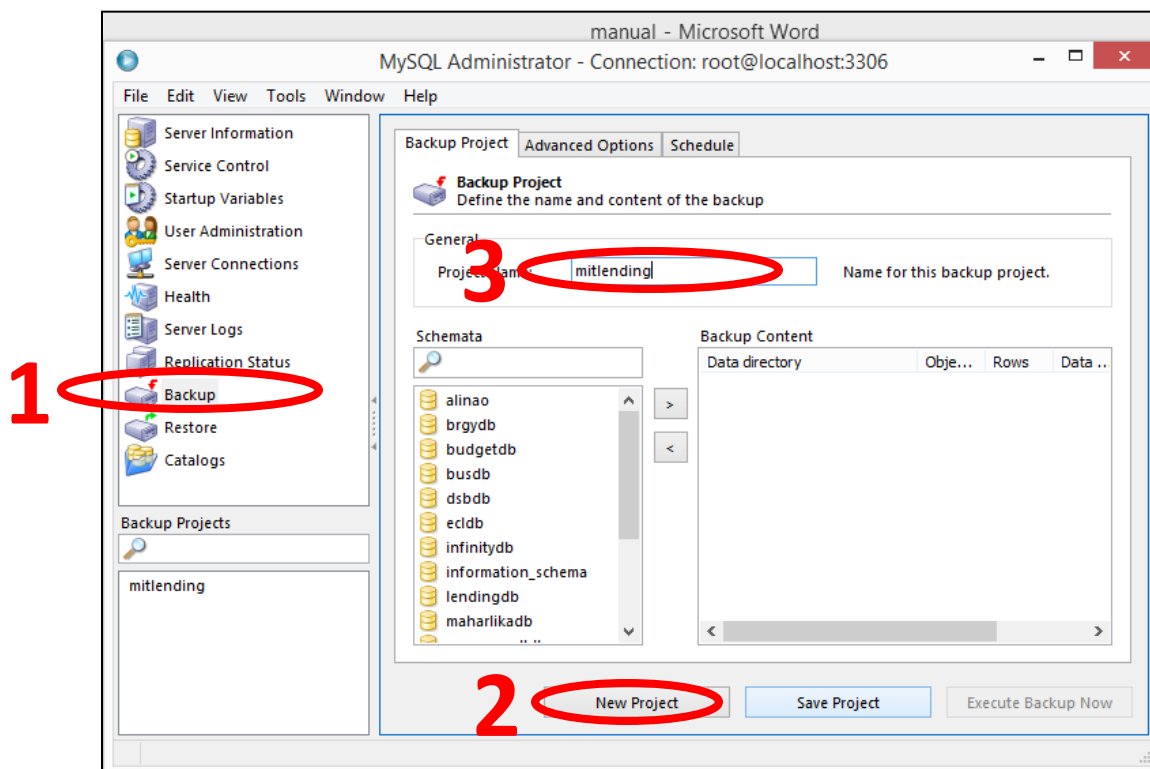 manual - Microsoft Word
MySQL Administrator - Connection: root@localhost:3306
File Edit View Tools Window Help
Server Information
Service Control
Startup Variables
User Administration
Server Connections
Health
Server Logs
Replication Status
1
Backup
Restore
Catalogs
Backup Projects
mitlending
Backup Project Advanced Options Schedule
Backup Project
Define the name and content of the backup
General
3
Project Name: mitlending Name for this backup project.
Schemata
alinao
brgydb
budgetdb
busdb
dsbdb
ecldb
infinitydb
information_schema
lendingdb
maharlikadb
>
<
Backup Content
Data directory Obje... Rows Data ...
2
New Project Save Project Execute Backup Now